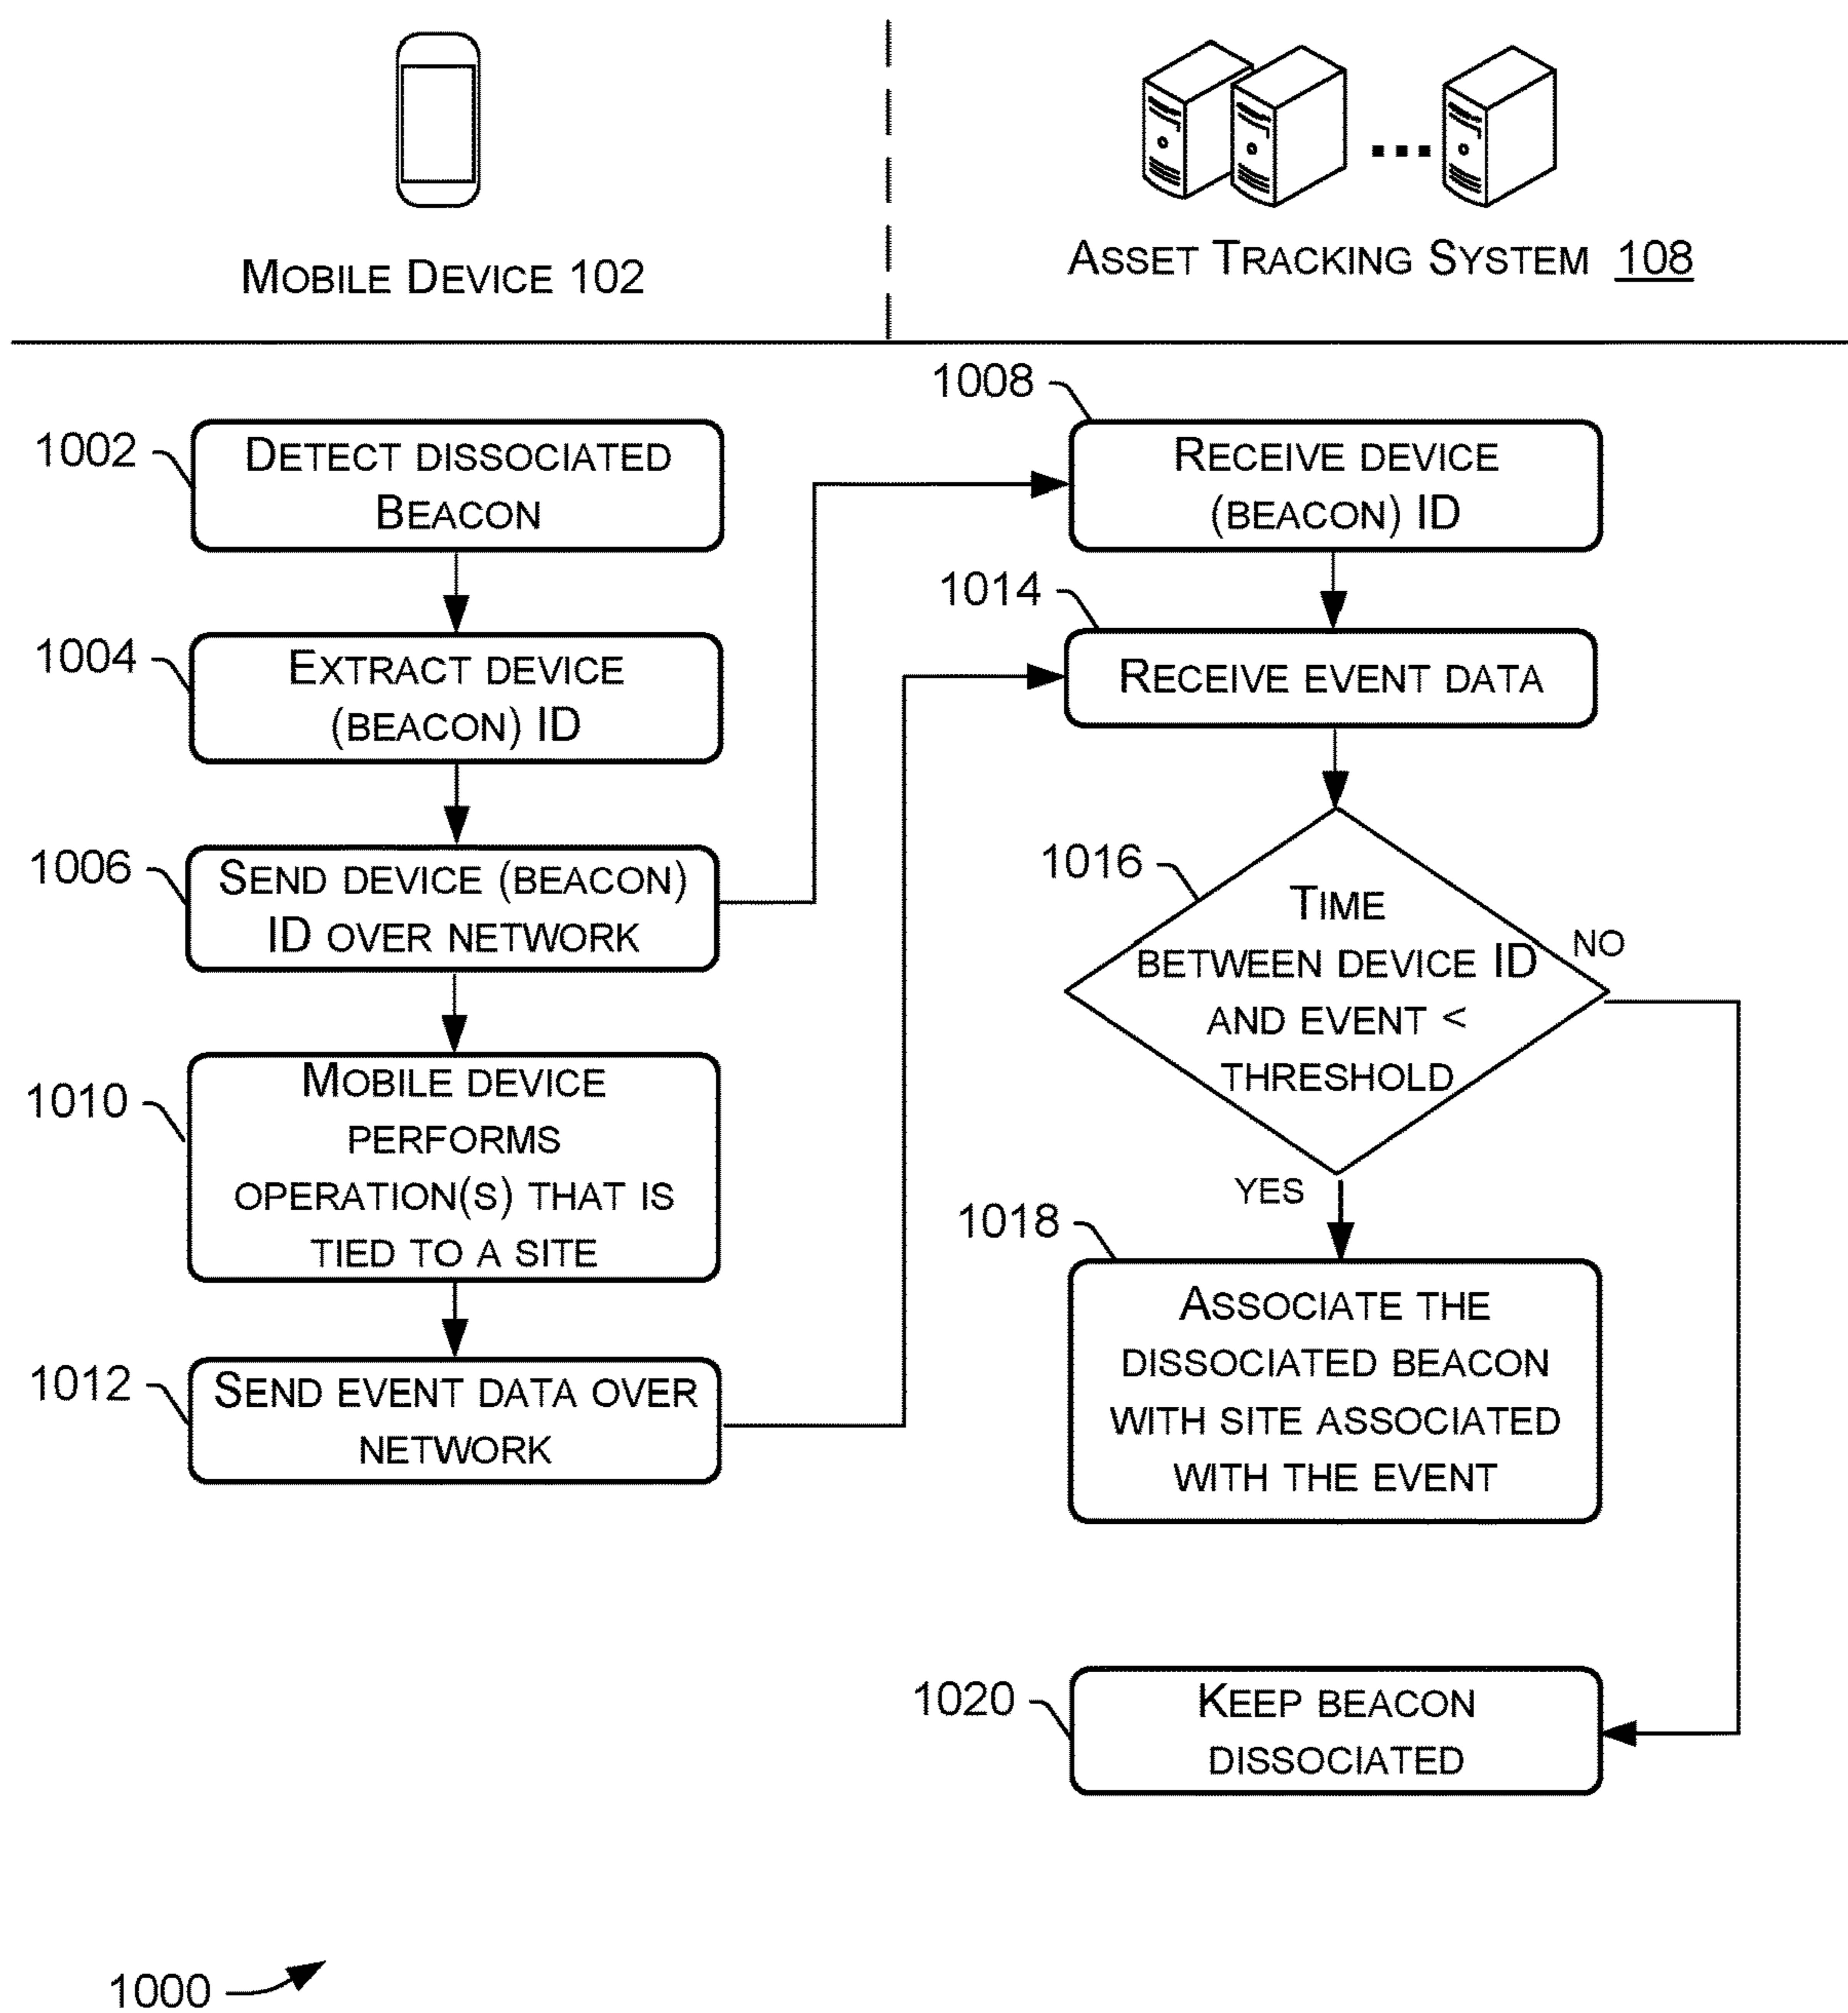 MOBILE DEVICE 102
ASSET TRACKING SYSTEM 108
1002
DETECT DISSOCIATED
BEACON
1004
EXTRACT DEVICE
(BEACON) ID
1006
SEND DEVICE (BEACON)
ID OVER NETWORK
1010
MOBILE DEVICE
PERFORMS
OPERATION(S) THAT IS
TIED TO A SITE
1012
SEND EVENT DATA OVER
NETWORK
1008
RECEIVE DEVICE
(BEACON) ID
1014
RECEIVE EVENT DATA
1016
TIME
BETWEEN DEVICE ID
AND EVENT <
THRESHOLD
NO
YES
1018
ASSOCIATE THE
DISSOCIATED BEACON
WITH SITE ASSOCIATED
WITH THE EVENT
1020
KEEP BEACON
DISSOCIATED
1000